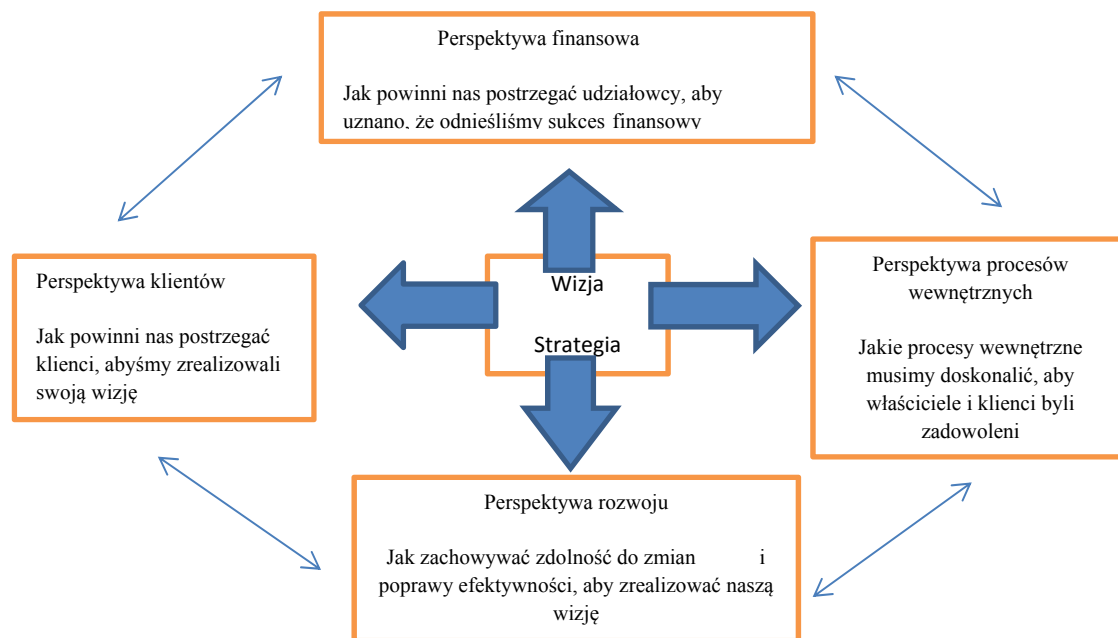 Perspektywa finansowa
Jak powinni nas postrzegać udziałowcy, aby
uznano, że odnieśliśmy sukces finansowy
Perspektywa klientów
Jak powinni nas postrzegać
klienci, abyśmy zrealizowali
swoją wizję
Wizja
Strategia
Perspektywa procesów
wewnętrznych
Jakie procesy wewnętrzne
musimy doskonalić, aby
właściciele i klienci byli
zadowoleni
Perspektywa rozwoju
Jak zachowywać zdolność do zmian i
poprawy efektywności, aby zrealizować naszą
wizję